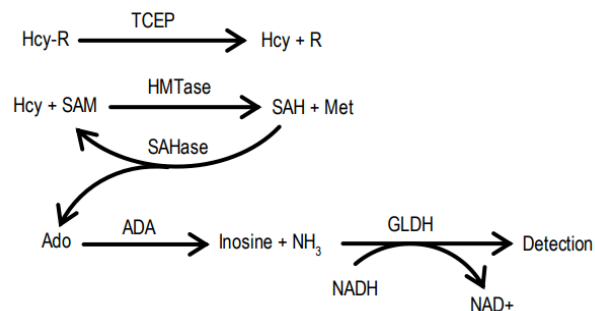 TCEP
Hcy-R Hcy + R
HMTase
Hcy + SAM SAH + Met
SAHase
ADA GLDH
Ado Inosine + NH₃ Detection
NADH
NAD+